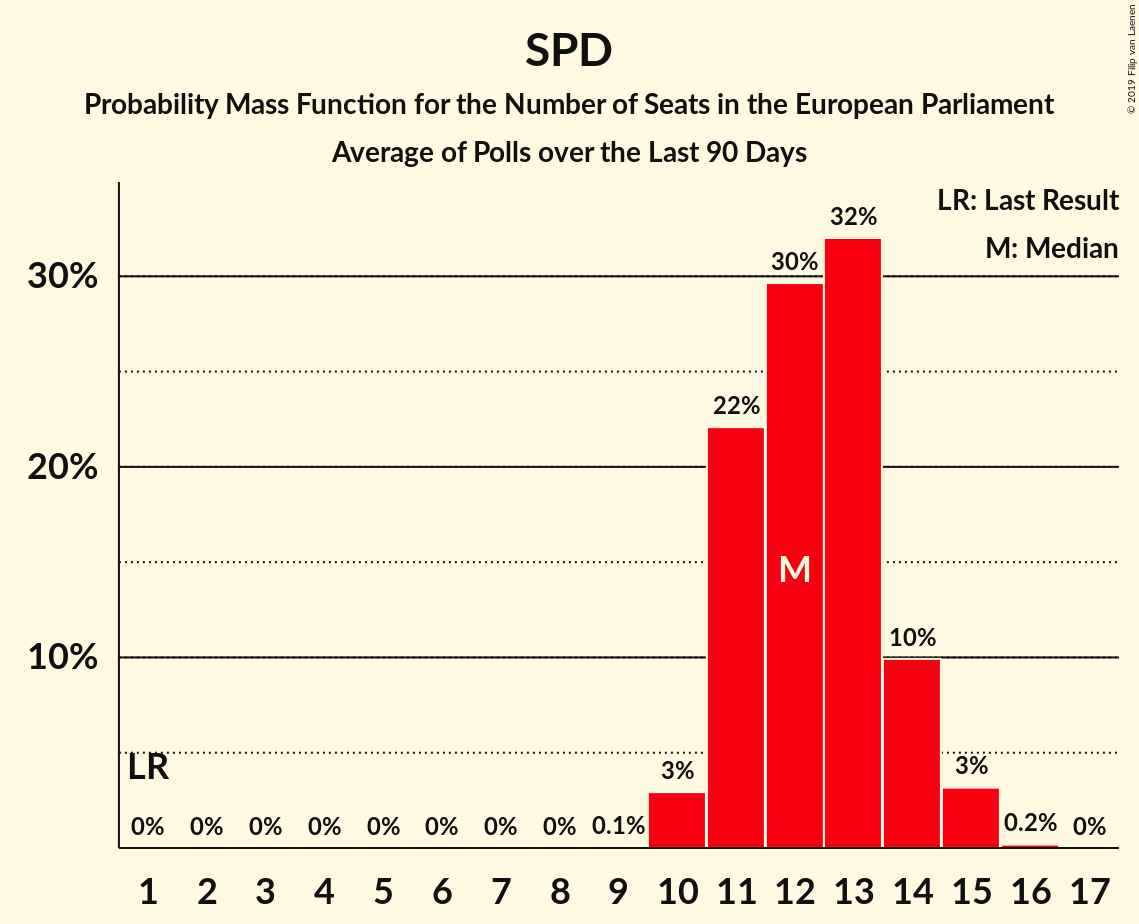 SPD
Probability Mass Function for the Number of Seats in the European Parliament
Average of Polls over the Last 90 Days
© 2019 Filip van Laenen
LR: Last Result
M: Median
30%
20%
10%
LR
M
0% 0% 0% 0% 0% 0% 0% 0% 0.1% 3% 22% 30% 32% 10% 3% 0.2% 0%
1 2 3 4 5 6 7 8 9 10 11 12 13 14 15 16 17